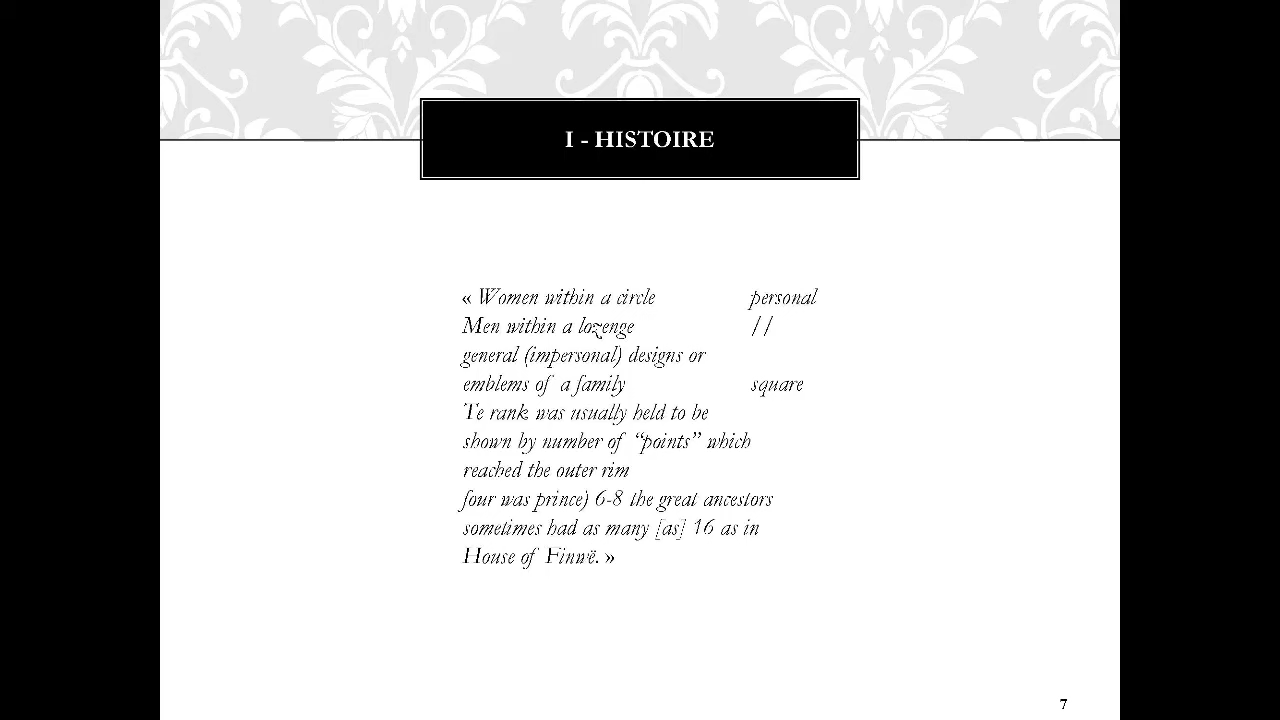 I - HISTOIRE
« Women within a circle personal
Men within a lozenge //
general (impersonal) designs or
emblems of a family square
Te rank was usually held to be
shown by number of “points” which
reached the outer rim
four was prince) 6-8 the great ancestors
sometimes had as many [as] 16 as in
House of Finwë. »
7